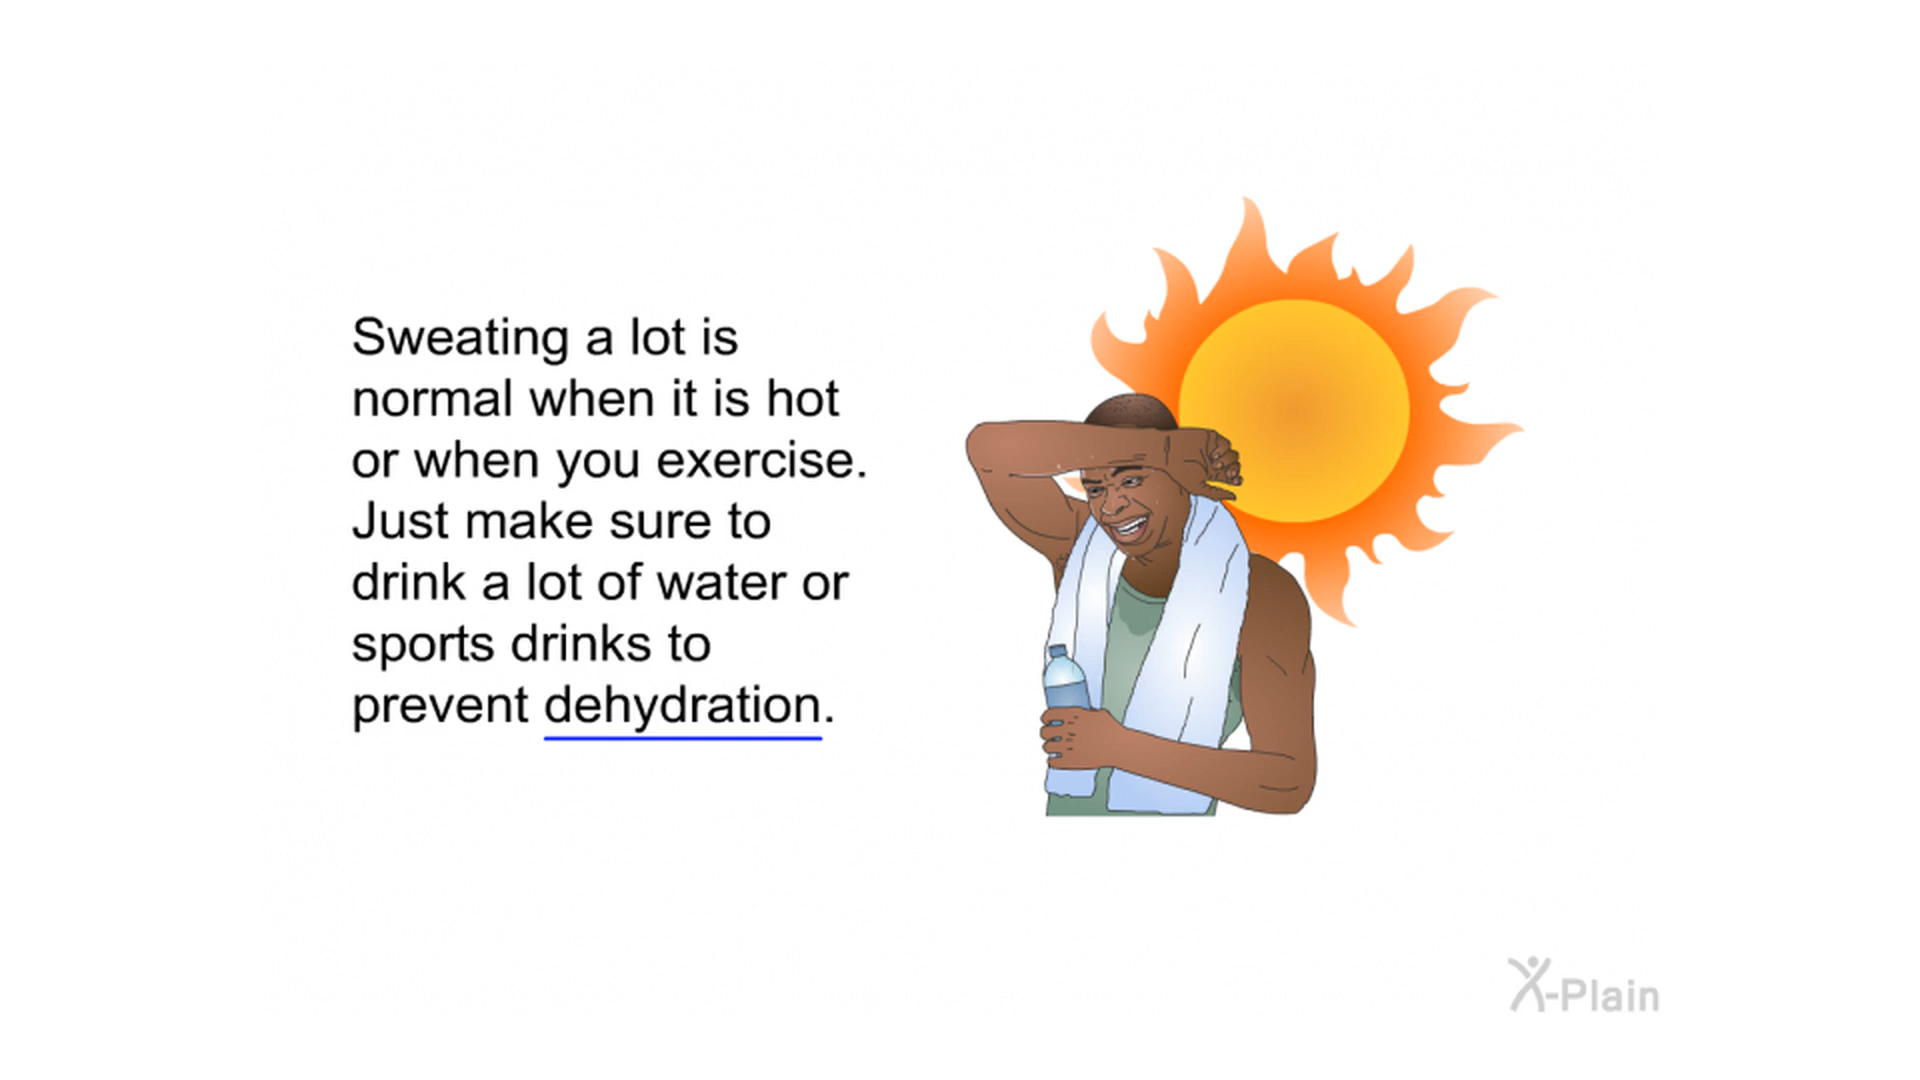 Sweating a lot is
normal when it is hot
or when you exercise.
Just make sure to
drink a lot of water or
sports drinks to
prevent dehydration.
X-Plain